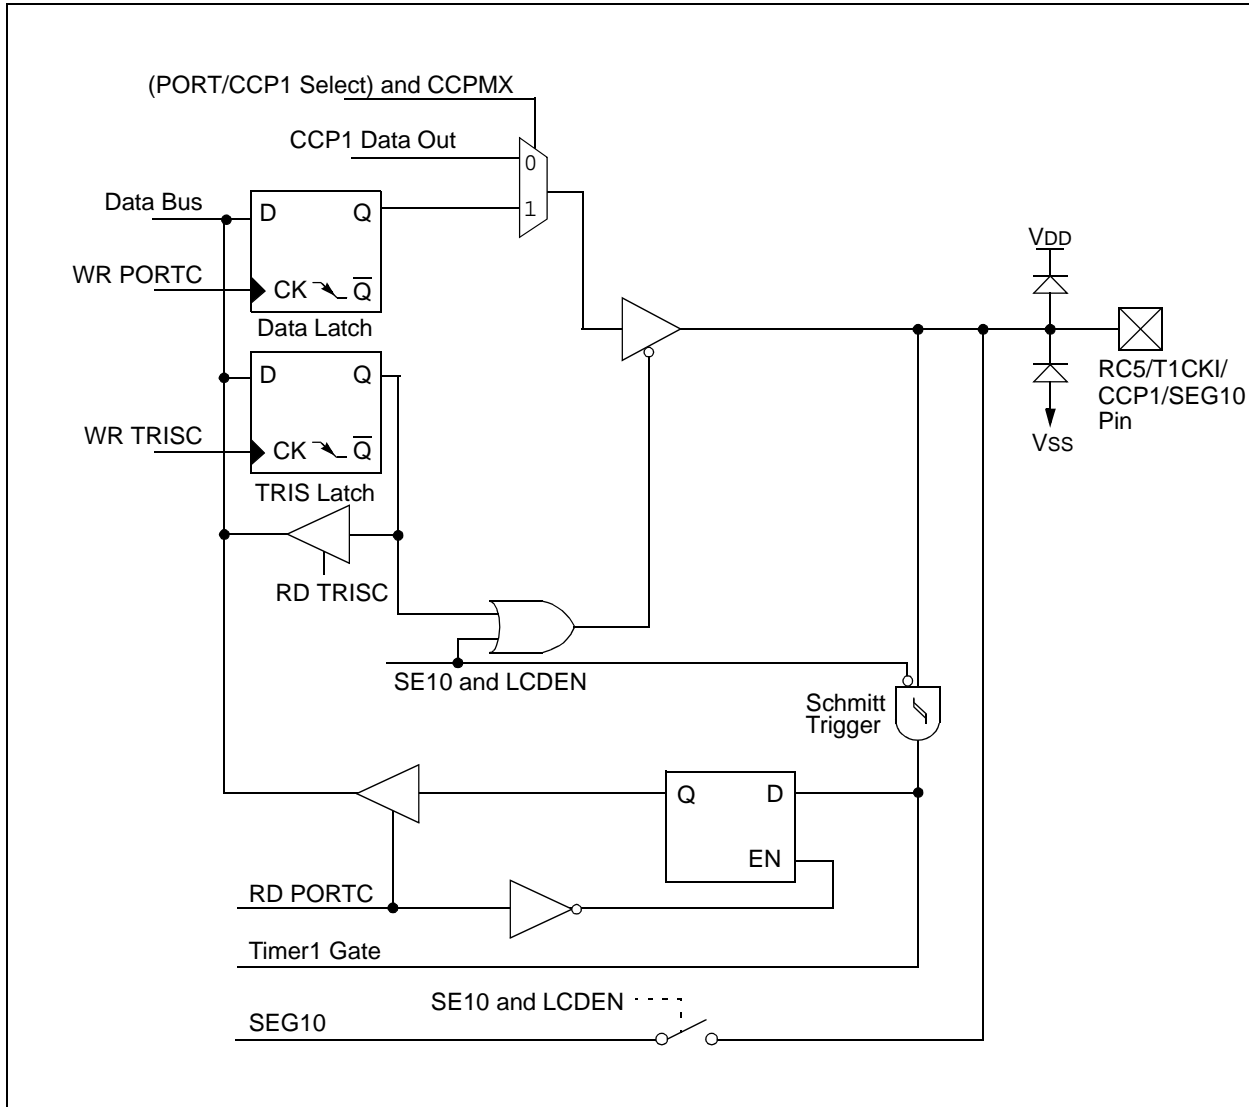 (PORT/CCP1 Select) and CCPMX
CCP1 Data Out
0
Data Bus
D Q
1
VDD
WR PORTC
CK Q
Data Latch
D Q
RC5/T1CKI/
CCP1/SEG10
Pin
WR TRISC
CK Q
VSS
TRIS Latch
RD TRISC
SE10 and LCDEN
Schmitt
Trigger
Q D
EN
RD PORTC
Timer1 Gate
SE10 and LCDEN
SEG10